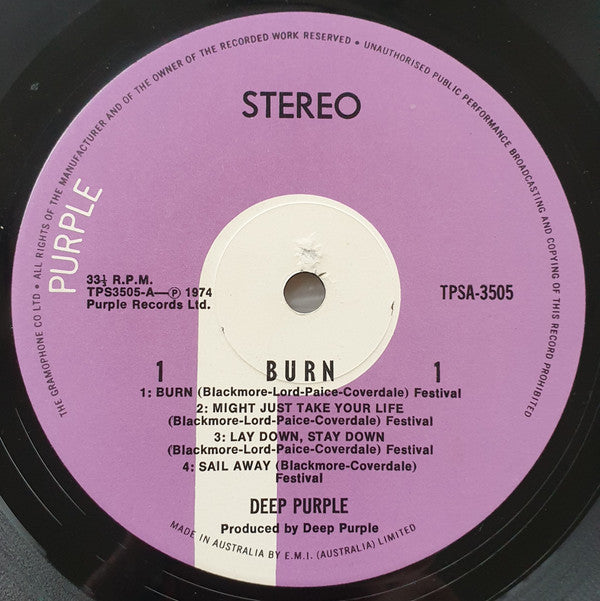 THE GRAMOPHONE CO LTD • ALL RIGHTS OF THE MANUFACTURER AND OF THE OWNER OF THE RECORDED WORK RESERVED • UNAUTHORISED PUBLIC PERFORMANCE BROADCASTING AND COPYING OF THIS RECORD PROHIBITED
STEREO
PURPLE
33⅓ R.P.M.
TPS3505-A—Ⓟ 1974
Purple Records Ltd.
TPSA-3505
1 BURN 1
1: BURN (Blackmore-Lord-Paice-Coverdale) Festival
2: MIGHT JUST TAKE YOUR LIFE
(Blackmore-Lord-Paice-Coverdale) Festival
3: LAY DOWN, STAY DOWN
(Blackmore-Lord-Paice-Coverdale) Festival
4: SAIL AWAY (Blackmore-Coverdale)
Festival
DEEP PURPLE
Produced by Deep Purple
MADE IN AUSTRALIA BY E.M.I. (AUSTRALIA) LIMITED